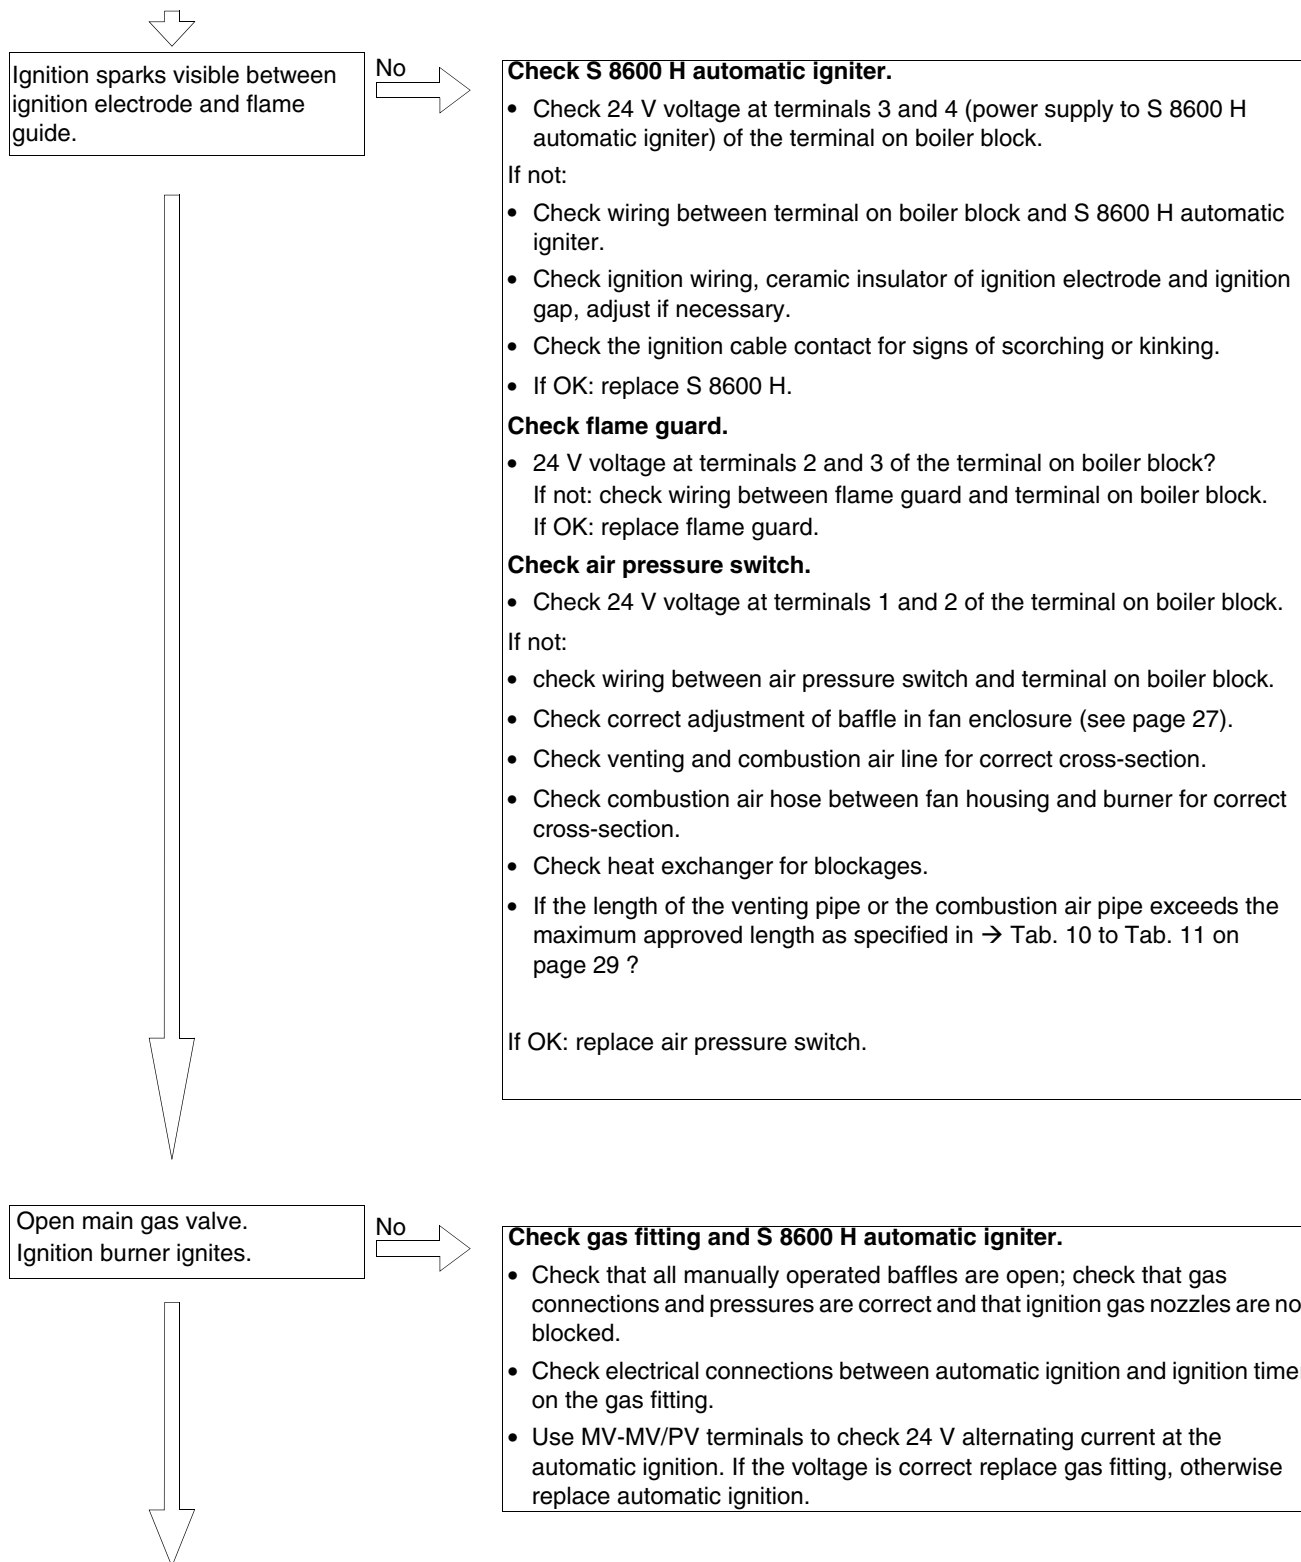 Ignition sparks visible between
ignition electrode and flame
guide.
No
Check S 8600 H automatic igniter.
• Check 24 V voltage at terminals 3 and 4 (power supply to S 8600 H
automatic igniter) of the terminal on boiler block.
If not:
• Check wiring between terminal on boiler block and S 8600 H automatic
igniter.
• Check ignition wiring, ceramic insulator of ignition electrode and ignition
gap, adjust if necessary.
• Check the ignition cable contact for signs of scorching or kinking.
• If OK: replace S 8600 H.
Check flame guard.
• 24 V voltage at terminals 2 and 3 of the terminal on boiler block?
If not: check wiring between flame guard and terminal on boiler block.
If OK: replace flame guard.
Check air pressure switch.
• Check 24 V voltage at terminals 1 and 2 of the terminal on boiler block.
If not:
• check wiring between air pressure switch and terminal on boiler block.
• Check correct adjustment of baffle in fan enclosure (see page 27).
• Check venting and combustion air line for correct cross-section.
• Check combustion air hose between fan housing and burner for correct
cross-section.
• Check heat exchanger for blockages.
• If the length of the venting pipe or the combustion air pipe exceeds the
maximum approved length as specified in → Tab. 10 to Tab. 11 on
page 29 ?
If OK: replace air pressure switch.
Open main gas valve.
Ignition burner ignites.
No
Check gas fitting and S 8600 H automatic igniter.
• Check that all manually operated baffles are open; check that gas
connections and pressures are correct and that ignition gas nozzles are no
blocked.
• Check electrical connections between automatic ignition and ignition time
on the gas fitting.
• Use MV-MV/PV terminals to check 24 V alternating current at the
automatic ignition. If the voltage is correct replace gas fitting, otherwise
replace automatic ignition.